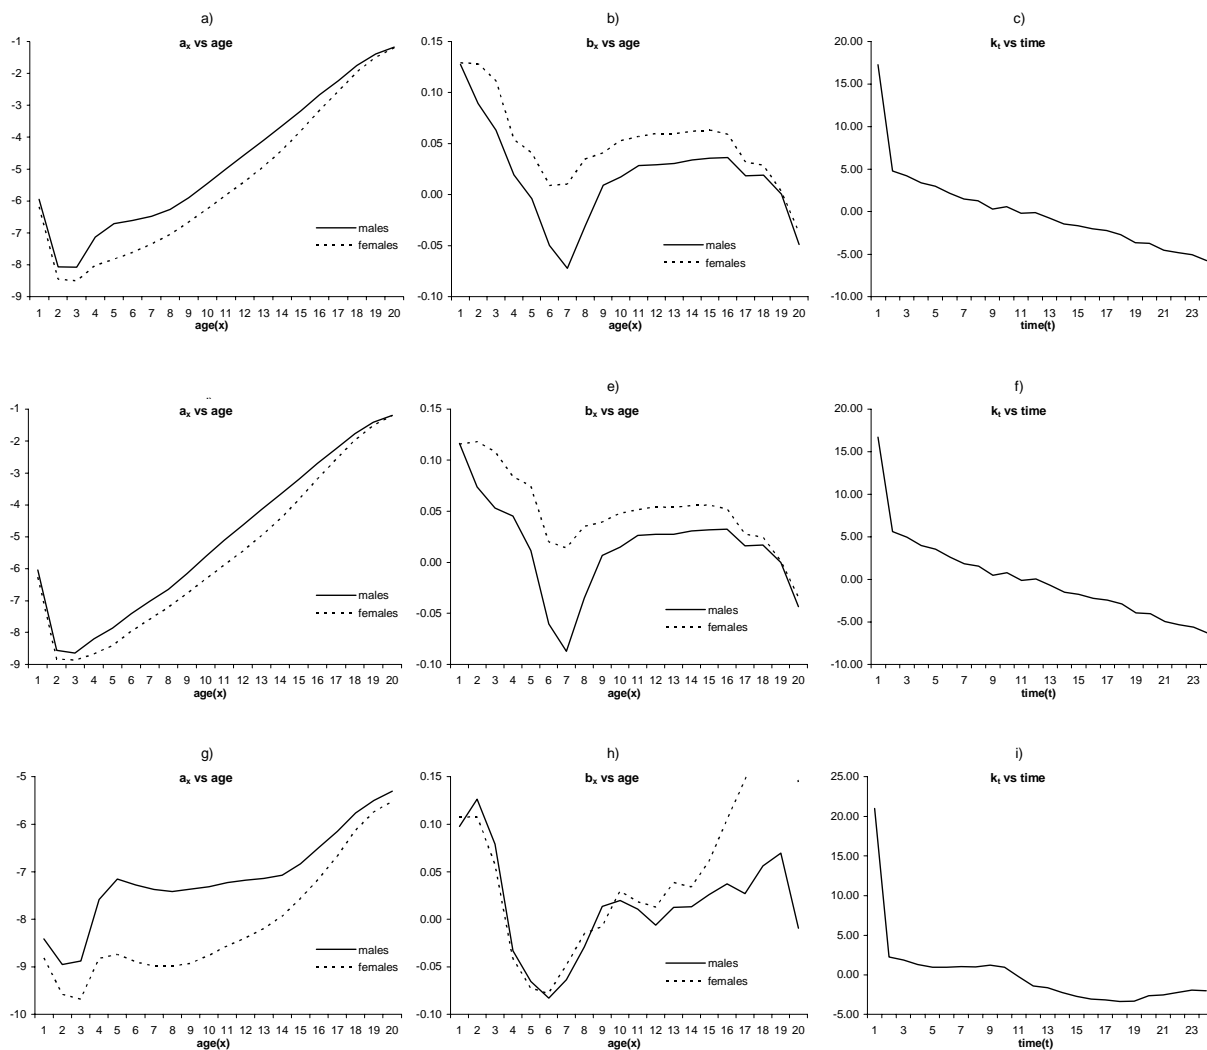 a)
b)
c)
aₓ vs age
bₓ vs age
kₜ vs time
-1
-2
-3
-4
-5
-6
-7
-8
-9
males
females
1 2 3 4 5 6 7 8 9 10 11 12 13 14 15 16 17 18 19 20
age(x)
0.15
0.10
0.05
0.00
-0.05
-0.10
males
females
1 2 3 4 5 6 7 8 9 10 11 12 13 14 15 16 17 18 19 20
age(x)
20.00
15.00
10.00
5.00
0.00
-5.00
-10.00
1 3 5 7 9 11 13 15 17 19 21 23
time(t)
e)
f)
aₓ vs age
bₓ vs age
kₜ vs time
-1
-2
-3
-4
-5
-6
-7
-8
-9
males
females
1 2 3 4 5 6 7 8 9 10 11 12 13 14 15 16 17 18 19 20
age(x)
0.15
0.10
0.05
0.00
-0.05
-0.10
males
females
1 2 3 4 5 6 7 8 9 10 11 12 13 14 15 16 17 18 19 20
age(x)
20.00
15.00
10.00
5.00
0.00
-5.00
-10.00
1 3 5 7 9 11 13 15 17 19 21 23
time(t)
g)
h)
i)
aₓ vs age
bₓ vs age
kₜ vs time
-5
-6
-7
-8
-9
-10
males
females
1 2 3 4 5 6 7 8 9 10 11 12 13 14 15 16 17 18 19 20
age(x)
0.15
0.10
0.05
0.00
-0.05
-0.10
males
females
1 2 3 4 5 6 7 8 9 10 11 12 13 14 15 16 17 18 19 20
age(x)
25.00
20.00
15.00
10.00
5.00
0.00
-5.00
1 3 5 7 9 11 13 15 17 19 21 23
time(t)